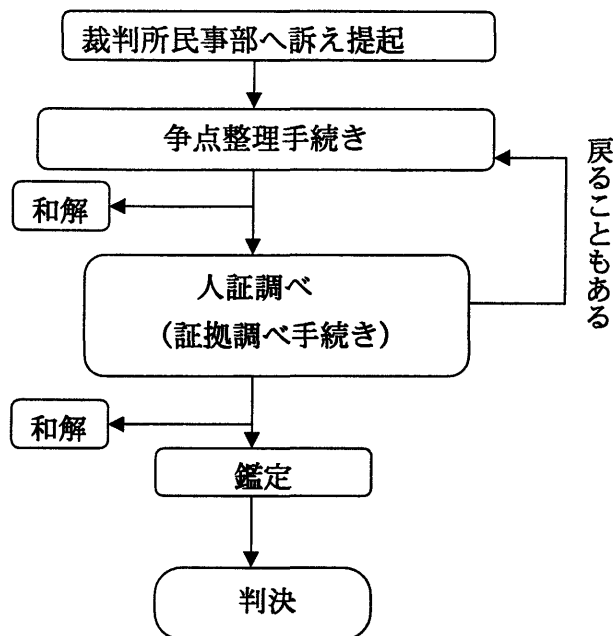 裁判所民事部へ訴え提起
争点整理手続き
和解
人証調べ
（証拠調べ手続き）
戻ることもある
和解
鑑定
判決